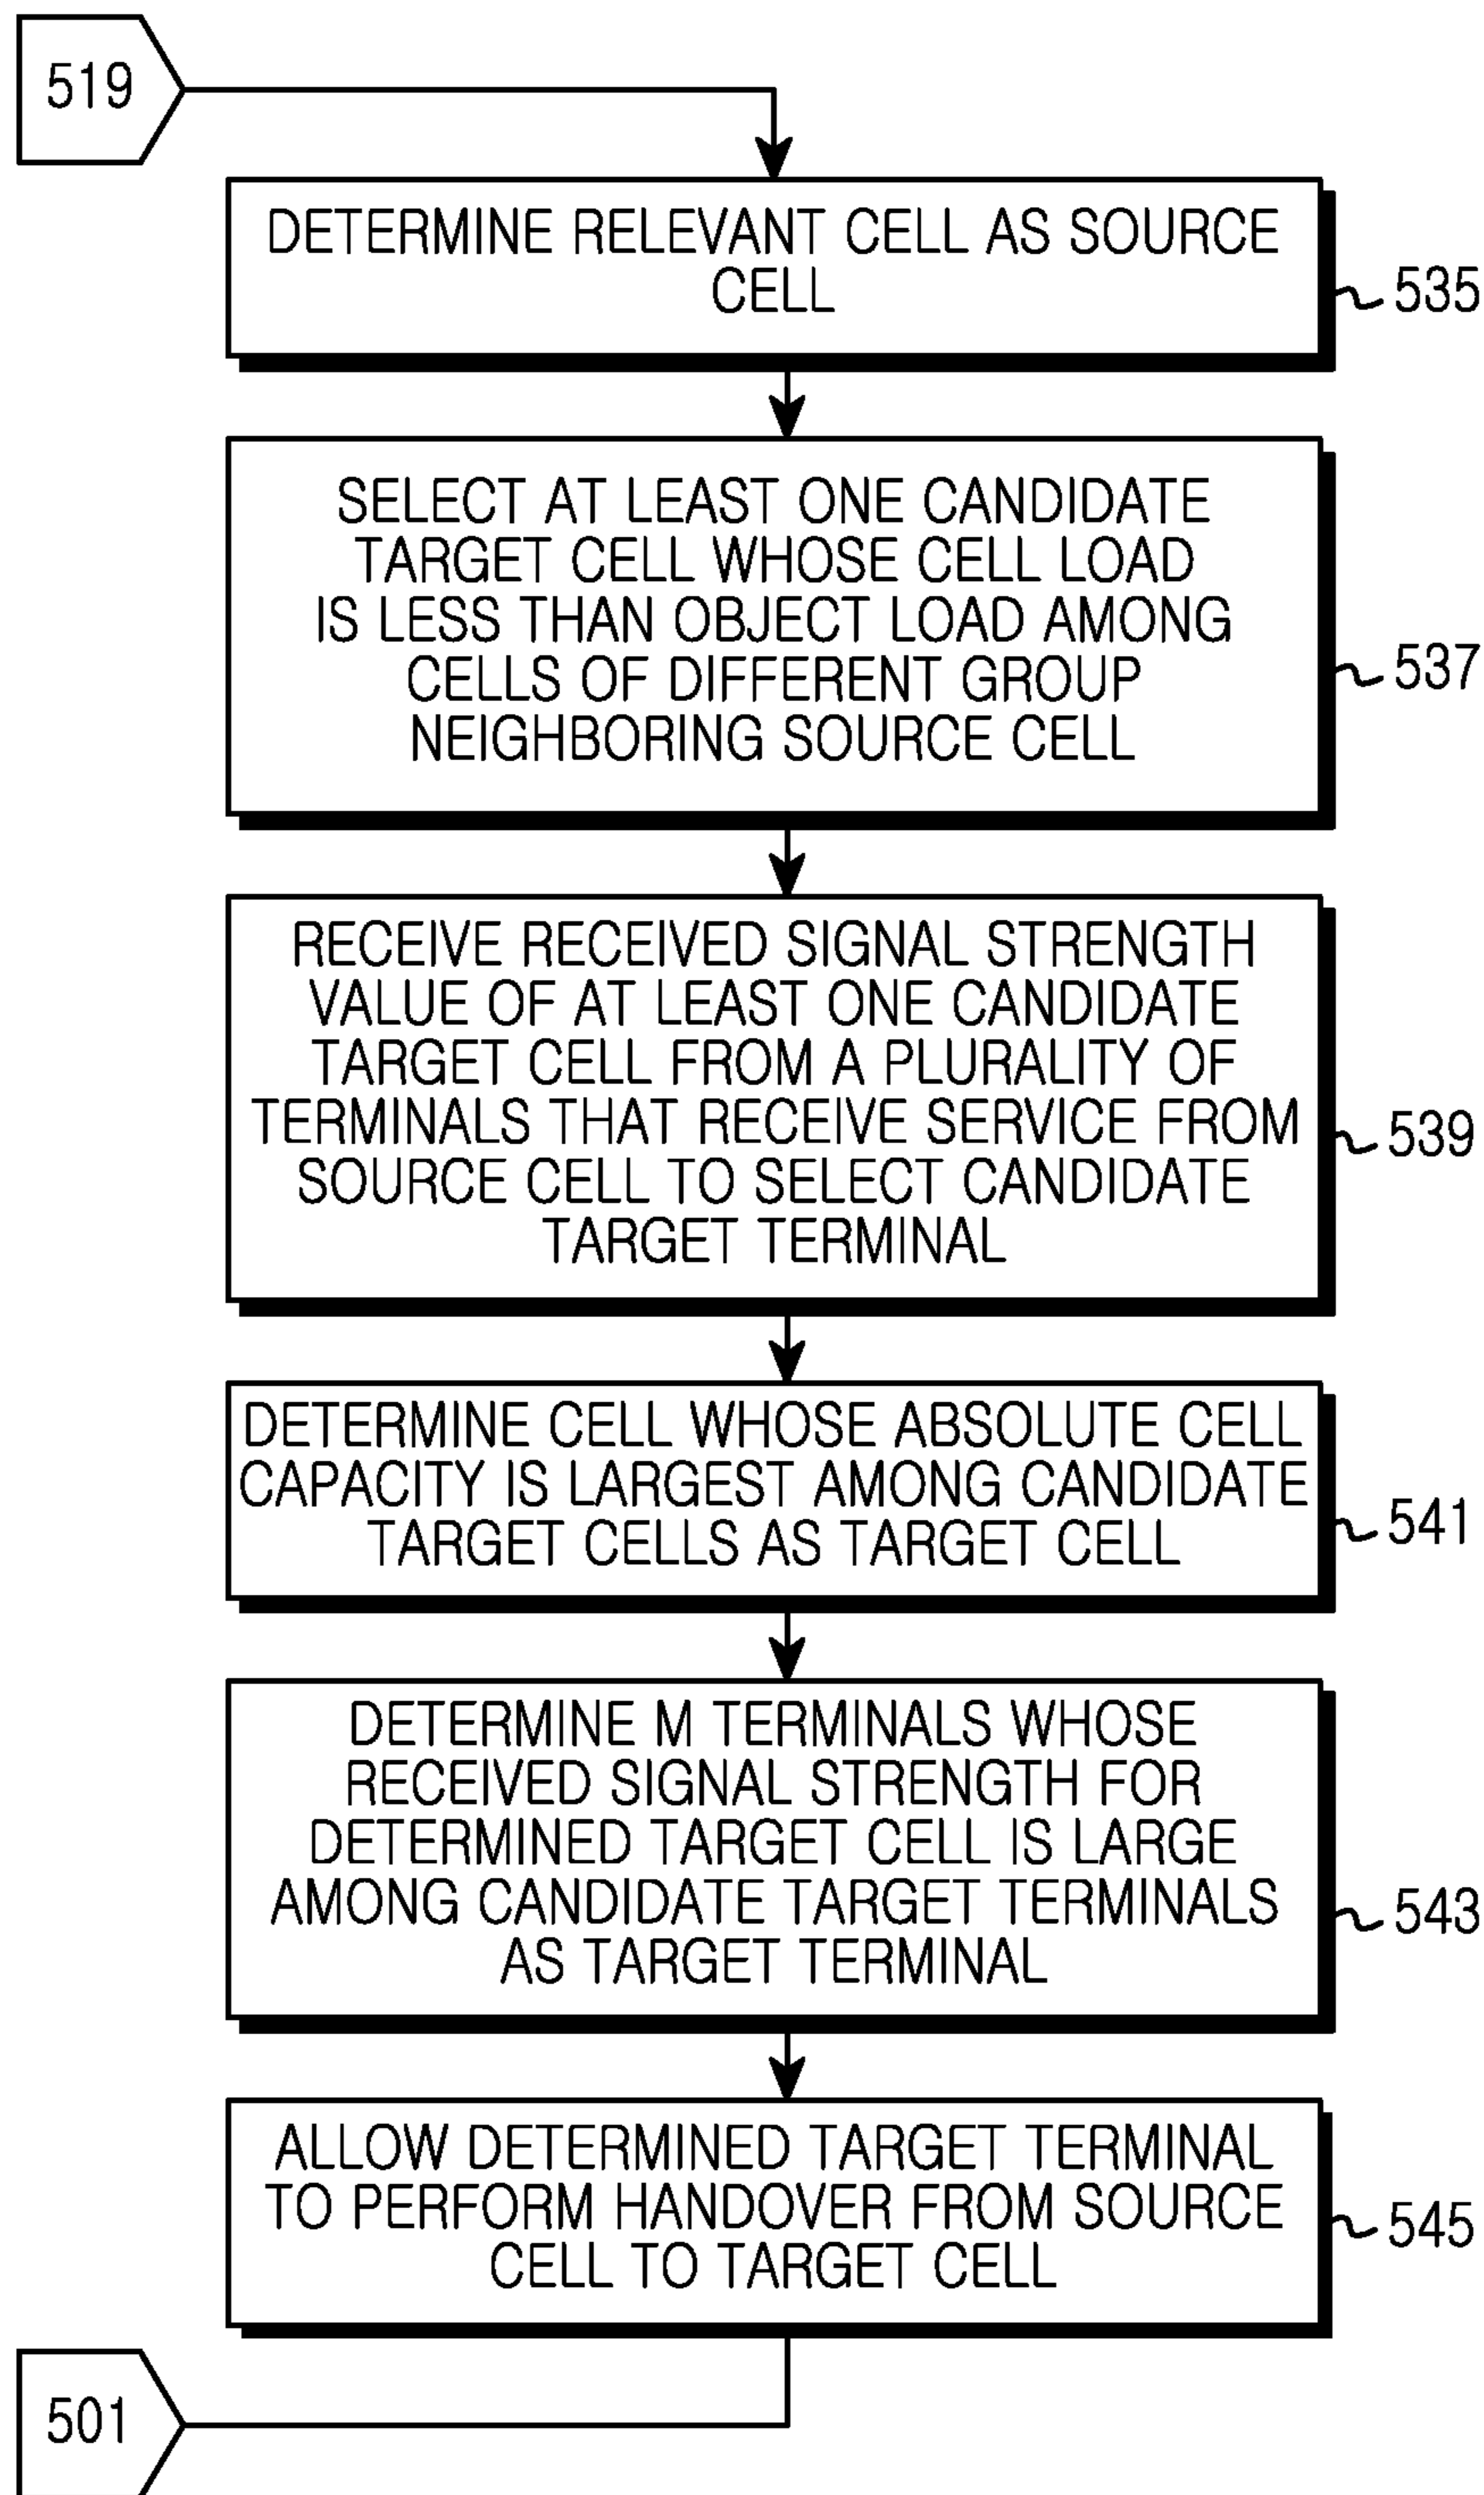 519
DETERMINE RELEVANT CELL AS SOURCE
CELL
535
SELECT AT LEAST ONE CANDIDATE
TARGET CELL WHOSE CELL LOAD
IS LESS THAN OBJECT LOAD AMONG
CELLS OF DIFFERENT GROUP
NEIGHBORING SOURCE CELL
537
RECEIVE RECEIVED SIGNAL STRENGTH
VALUE OF AT LEAST ONE CANDIDATE
TARGET CELL FROM A PLURALITY OF
TERMINALS THAT RECEIVE SERVICE FROM
SOURCE CELL TO SELECT CANDIDATE
TARGET TERMINAL
539
DETERMINE CELL WHOSE ABSOLUTE CELL
CAPACITY IS LARGEST AMONG CANDIDATE
TARGET CELLS AS TARGET CELL
541
DETERMINE M TERMINALS WHOSE
RECEIVED SIGNAL STRENGTH FOR
DETERMINED TARGET CELL IS LARGE
AMONG CANDIDATE TARGET TERMINALS
AS TARGET TERMINAL
543
ALLOW DETERMINED TARGET TERMINAL
TO PERFORM HANDOVER FROM SOURCE
CELL TO TARGET CELL
545
501